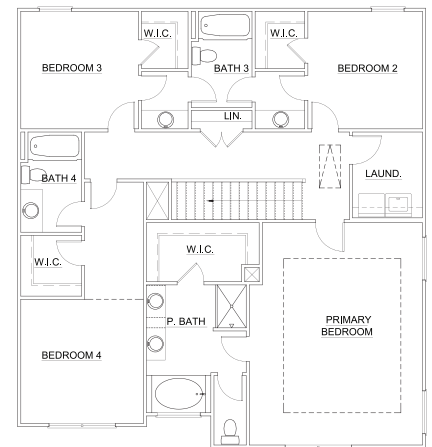 W.I.C.
W.I.C.
BEDROOM 3
BATH 3
BEDROOM 2
LIN.
LAUND.
BATH 4
W.I.C.
W.I.C.
P. BATH
PRIMARY
BEDROOM
BEDROOM 4